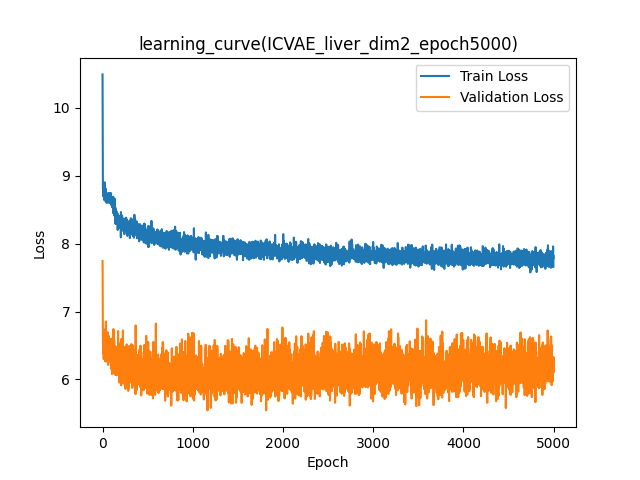 learning_curve(ICVAE_liver_dim2_epoch5000)
Train Loss
Validation Loss
10
9
8
7
6
Loss
0 1000 2000 3000 4000 5000
Epoch